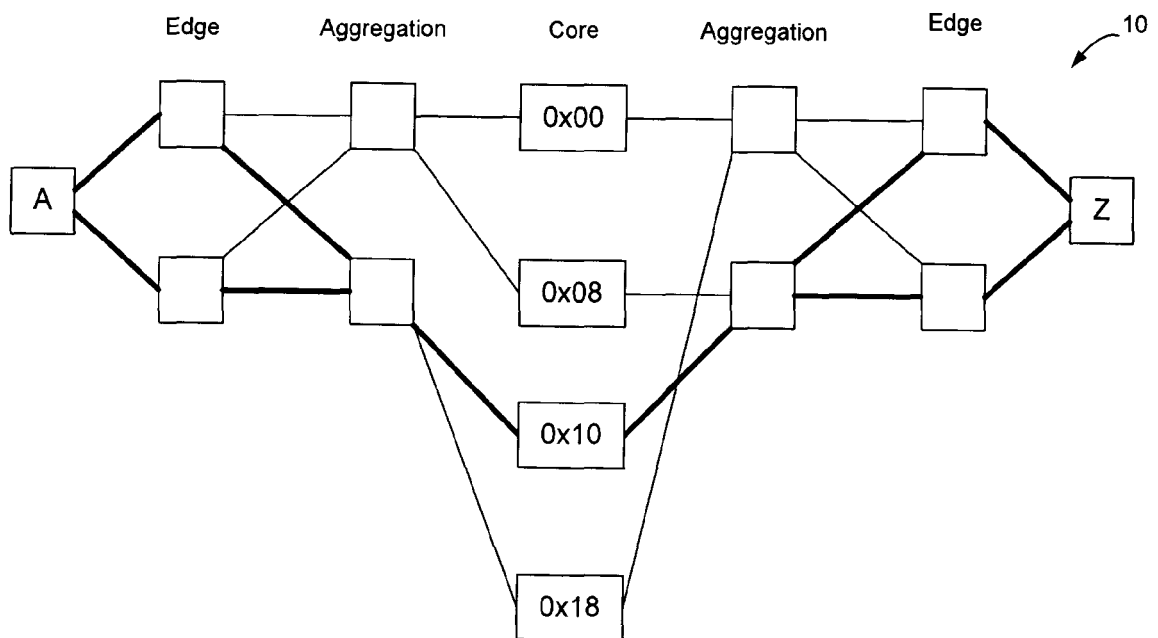 Edge Aggregation Core Aggregation Edge
10
0x00
A
Z
0x08
0x10
0x18